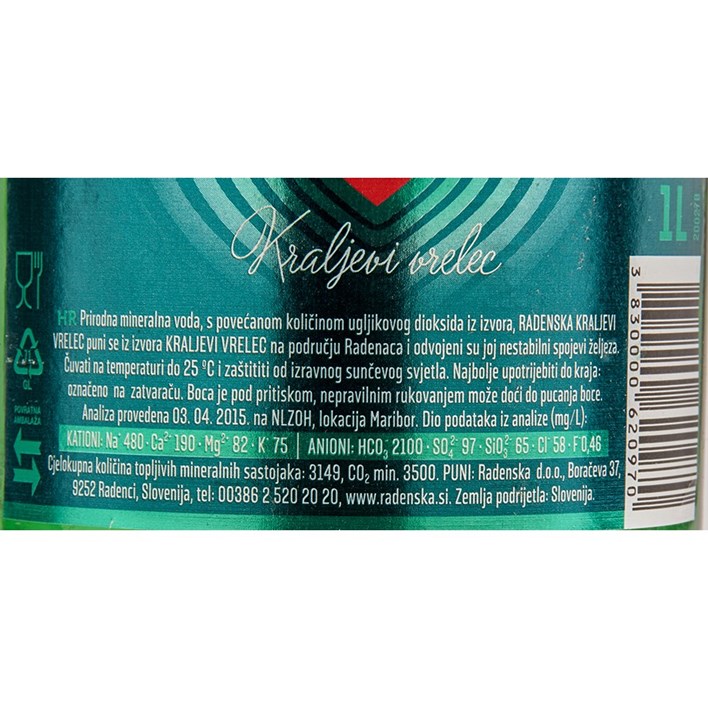 Kraljevi vrelec
1L
200278
HR Prirodna mineralna voda, s povećanom količinom ugljikovog dioksida iz izvora, RADENSKA KRALJEVI
VRELEC puni se iz izvora KRALJEVI VRELEC na području Radenaca i odvojeni su joj nestabilni spojevi željeza.
Čuvati na temperaturi do 25 ºC i zaštititi od izravnog sunčevog svjetla. Najbolje upotrijebiti do kraja:
označeno na zatvaraču. Boca je pod pritiskom, nepravilnim rukovanjem može doći do pucanja boce.
Analiza provedena 03. 04. 2015. na NLZOH, lokacija Maribor. Dio podataka iz analize (mg/L):
KATIONI: Na⁺ 480 · Ca²⁺ 190 · Mg²⁺ 82 · K⁺ 75 | ANIONI: HCO₃⁻ 2100 · SO₄²⁻ 97 · SiO₃²⁻ 65 · Cl⁻ 58 · F⁻ 0,46
Cjelokupna količina topljivih mineralnih sastojaka: 3149, CO₂ min. 3500. PUNI: Radenska d.o.o., Boračeva 37,
9252 Radenci, Slovenija, tel: 00386 2 520 20 20, www.radenska.si. Zemlja podrijetla: Slovenija.
GL
POVRATNA
AMBALAŽA
3 830000 620970